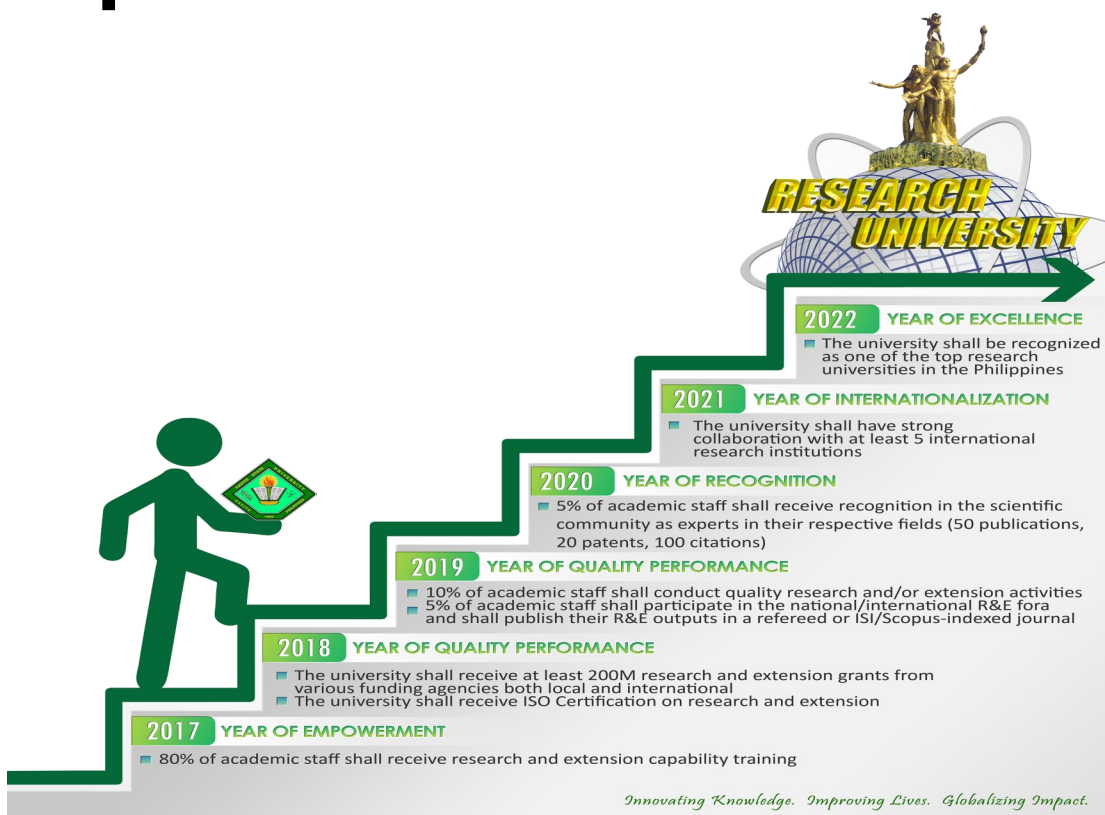 RESEARCH
UNIVERSITY
2022 YEAR OF EXCELLENCE
The university shall be recognized
as one of the top research
universities in the Philippines
2021 YEAR OF INTERNATIONALIZATION
The university shall have strong
collaboration with at least 5 international
research institutions
2020 YEAR OF RECOGNITION
5% of academic staff shall receive recognition in the scientific
community as experts in their respective fields (50 publications,
20 patents, 100 citations)
2019 YEAR OF QUALITY PERFORMANCE
10% of academic staff shall conduct quality research and/or extension activities
5% of academic staff shall participate in the national/international R&E fora
and shall publish their R&E outputs in a refereed or ISI/Scopus-indexed journal
2018 YEAR OF QUALITY PERFORMANCE
The university shall receive at least 200M research and extension grants from
various funding agencies both local and international
The university shall receive ISO Certification on research and extension
2017 YEAR OF EMPOWERMENT
80% of academic staff shall receive research and extension capability training
Innovating Knowledge. Improving Lives. Globalizing Impact.